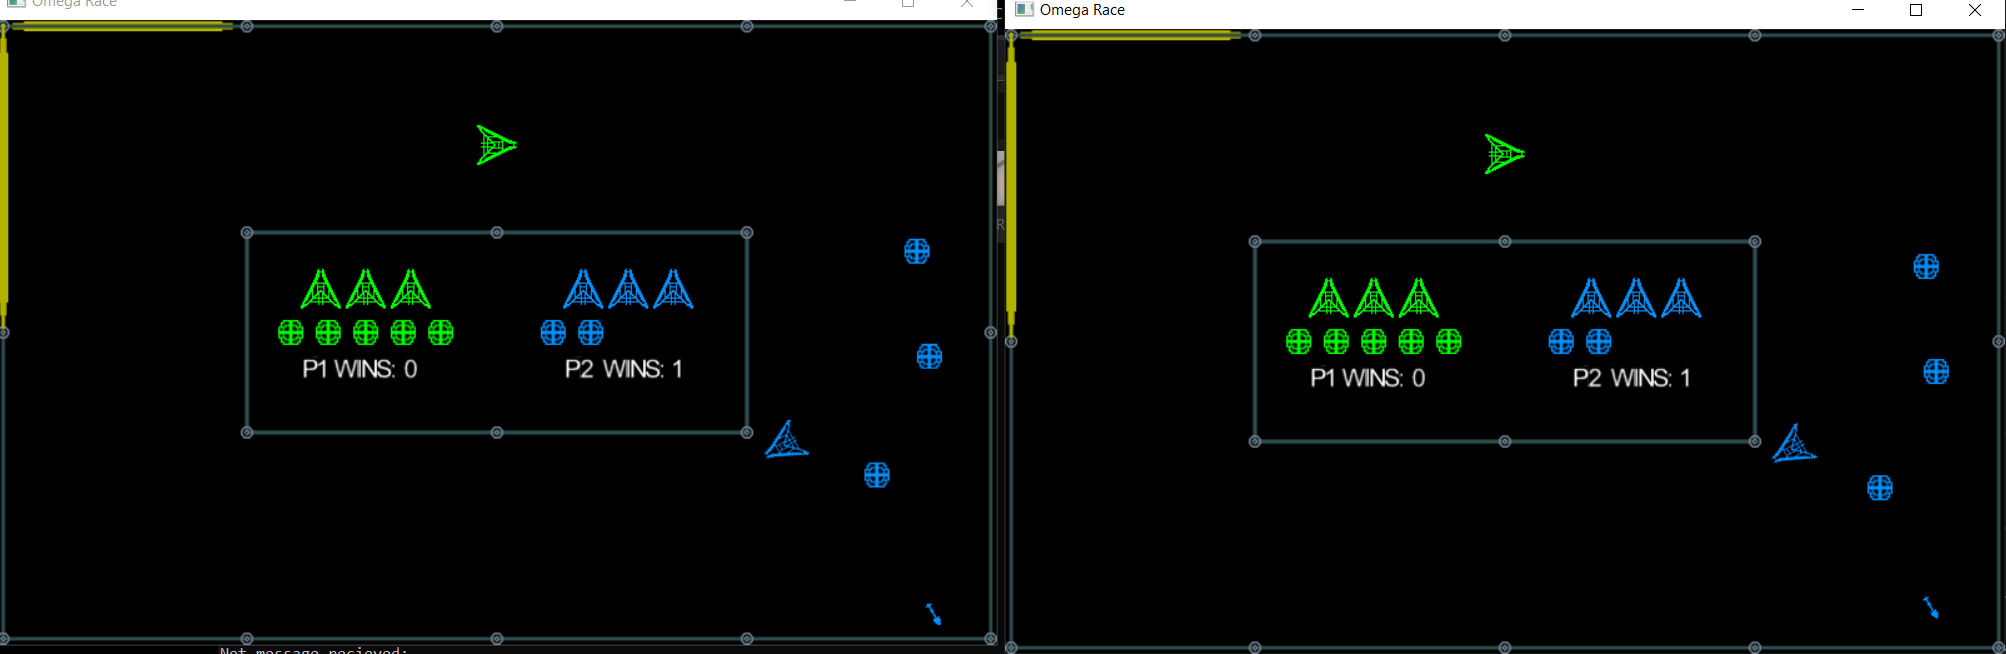 Omega Race
Omega Race
P1 WINS: 0
P2 WINS: 1
P1 WINS: 0
P2 WINS: 1
Net message recieved: